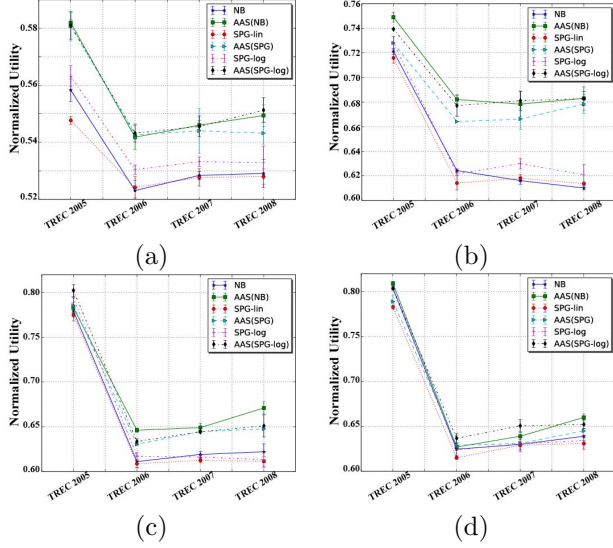 NB
AAS(NB)
SPG-lin
AAS(SPG)
SPG-log
AAS(SPG-log)
0.58
0.56
0.54
0.52
Normalized Utility
TREC 2005
TREC 2006
TREC 2007
TREC 2008
(a)
NB
AAS(NB)
SPG-lin
AAS(SPG)
SPG-log
AAS(SPG-log)
0.76
0.74
0.72
0.70
0.68
0.66
0.64
0.62
0.60
Normalized Utility
TREC 2005
TREC 2006
TREC 2007
TREC 2008
(b)
NB
AAS(NB)
SPG-lin
AAS(SPG)
SPG-log
AAS(SPG-log)
0.80
0.75
0.70
0.65
0.60
Normalized Utility
TREC 2005
TREC 2006
TREC 2007
TREC 2008
(c)
NB
AAS(NB)
SPG-lin
AAS(SPG)
SPG-log
AAS(SPG-log)
0.80
0.75
0.70
0.65
0.60
Normalized Utility
TREC 2005
TREC 2006
TREC 2007
TREC 2008
(d)